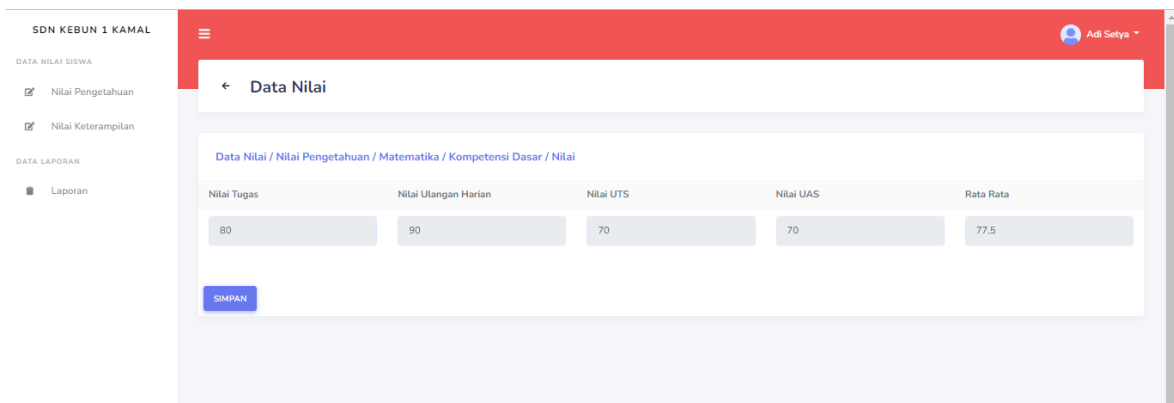 SDN KEBUN 1 KAMAL
DATA NILAI SISWA
Nilai Pengetahuan
Nilai Keterampilan
DATA LAPORAN
Laporan
Adi Setya
Data Nilai
Data Nilai / Nilai Pengetahuan / Matematika / Kompetensi Dasar / Nilai
Nilai Tugas Nilai Ulangan Harian Nilai UTS Nilai UAS Rata Rata
80 90 70 70 77,5
SIMPAN